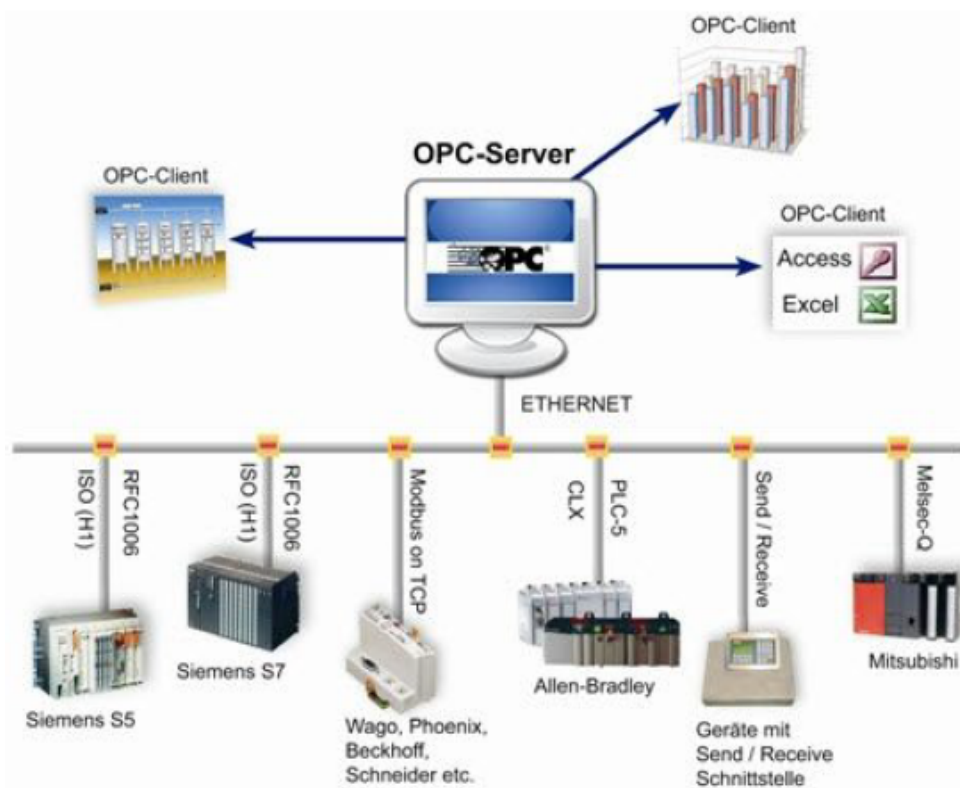 OPC-Client
OPC-Server
OPC-Client
OPC-Client
Access
Excel
OPC
ETHERNET
RFC1006
ISO (H1)
RFC1006
ISO (H1)
Modbus on TCP
PLC-5
CLX
Send / Receive
Melsec-Q
Siemens S5
Siemens S7
Wago, Phoenix,
Beckhoff,
Schneider etc.
Allen-Bradley
Geräte mit
Send / Receive
Schnittstelle
Mitsubishi